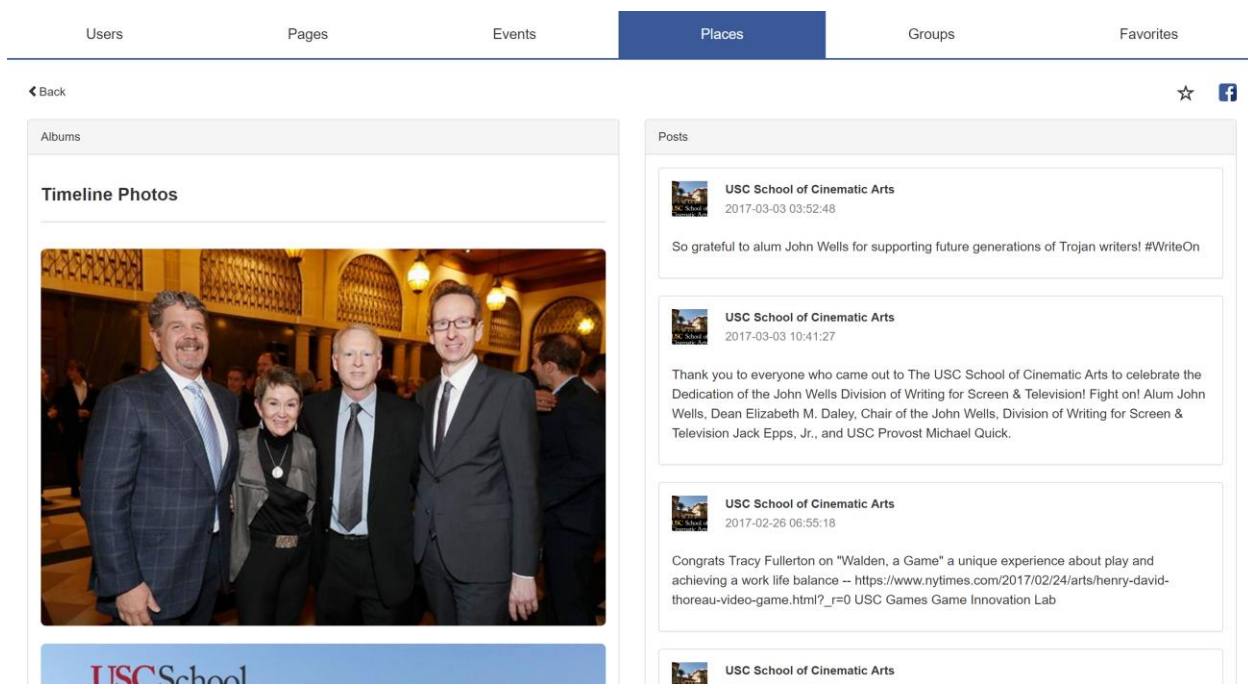 Users Pages Events Places Groups Favorites
Back
Albums
Timeline Photos
USC School
Posts
USC School of Cinematic Arts
2017-03-03 03:52:48
So grateful to alum John Wells for supporting future generations of Trojan writers! #WriteOn
USC School of Cinematic Arts
2017-03-03 10:41:27
Thank you to everyone who came out to The USC School of Cinematic Arts to celebrate the
Dedication of the John Wells Division of Writing for Screen & Television! Fight on! Alum John
Wells, Dean Elizabeth M. Daley, Chair of the John Wells, Division of Writing for Screen &
Television Jack Epps, Jr., and USC Provost Michael Quick.
USC School of Cinematic Arts
2017-02-26 06:55:18
Congrats Tracy Fullerton on "Walden, a Game" a unique experience about play and
achieving a work life balance -- https://www.nytimes.com/2017/02/24/arts/henry-david-
thoreau-video-game.html?_r=0 USC Games Game Innovation Lab
USC School of Cinematic Arts